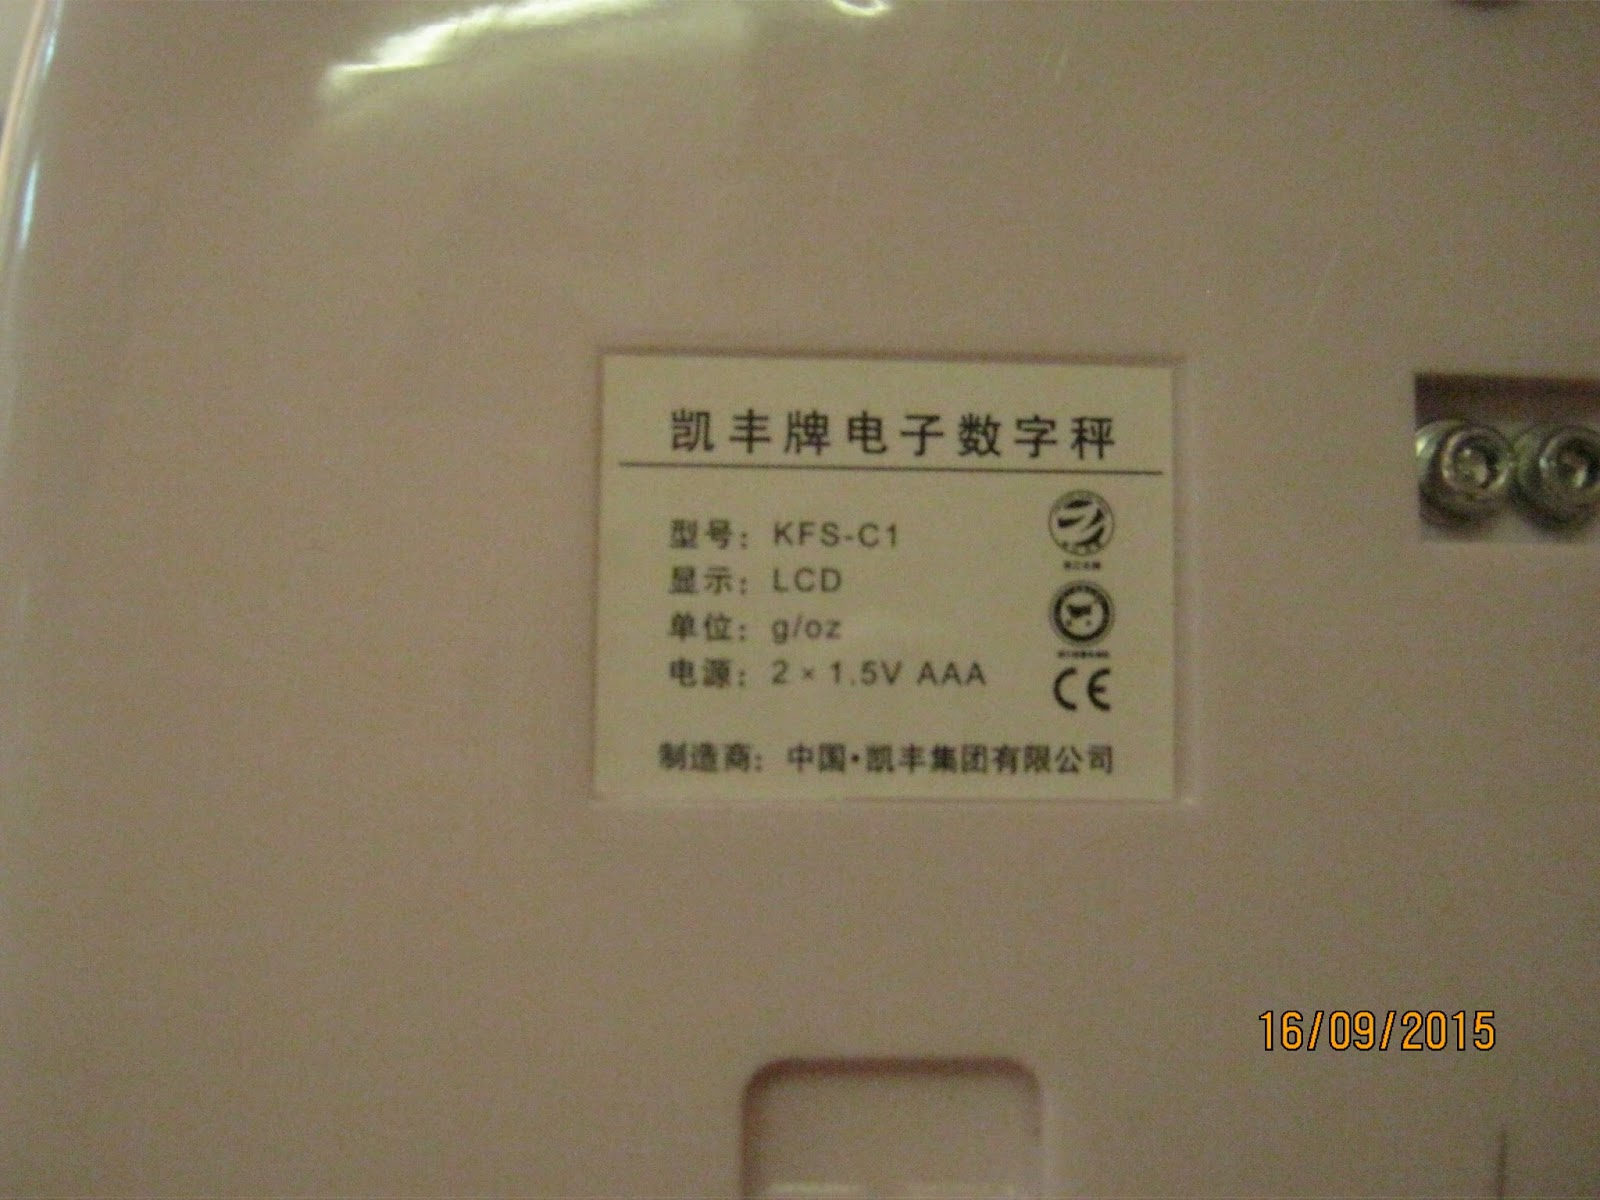 凯丰牌电子数字秤
型号：KFS-C1
显示：LCD
单位：g/oz
电源：2×1.5V AAA
CE
制造商：中国·凯丰集团有限公司
16/09/2015